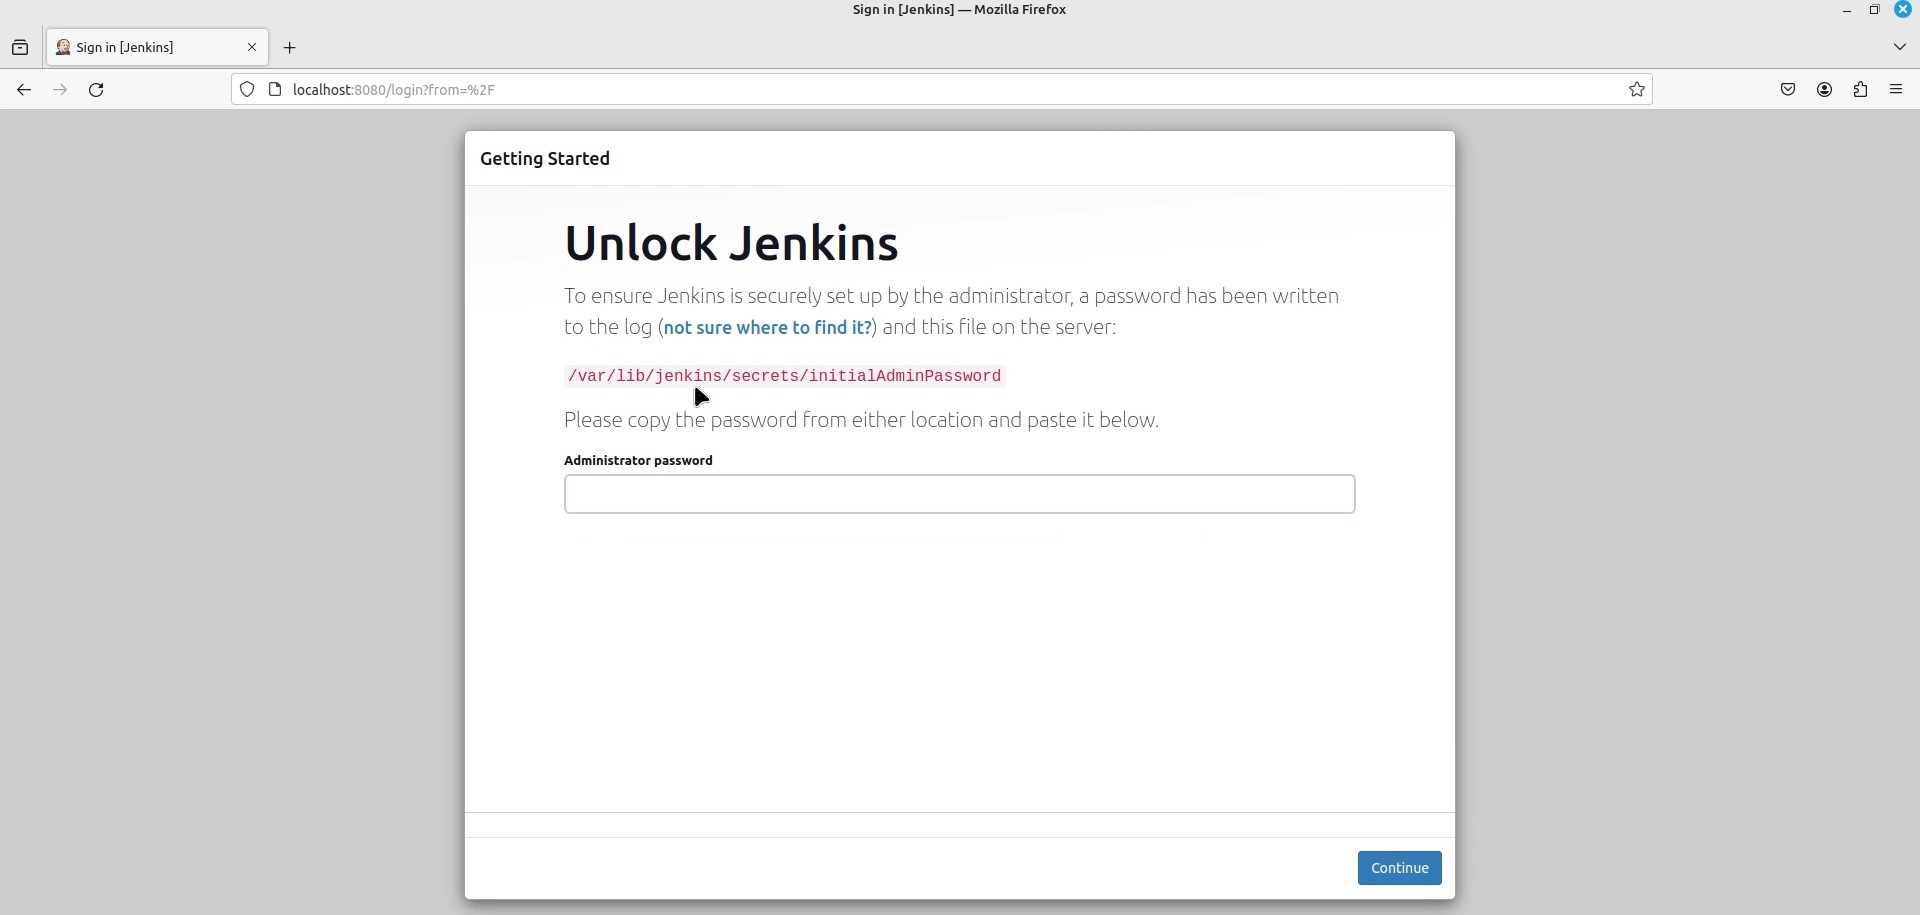 Sign in [Jenkins] — Mozilla Firefox
Sign in [Jenkins]
localhost:8080/login?from=%2F
Getting Started
Unlock Jenkins
To ensure Jenkins is securely set up by the administrator, a password has been written
to the log (not sure where to find it?) and this file on the server:
/var/lib/jenkins/secrets/initialAdminPassword
Please copy the password from either location and paste it below.
Administrator password
Continue